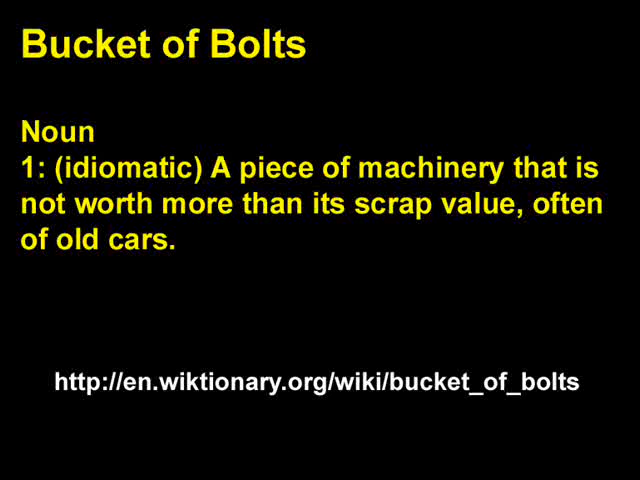 Bucket of Bolts
Noun
1: (idiomatic) A piece of machinery that is
not worth more than its scrap value, often
of old cars.
http://en.wiktionary.org/wiki/bucket_of_bolts